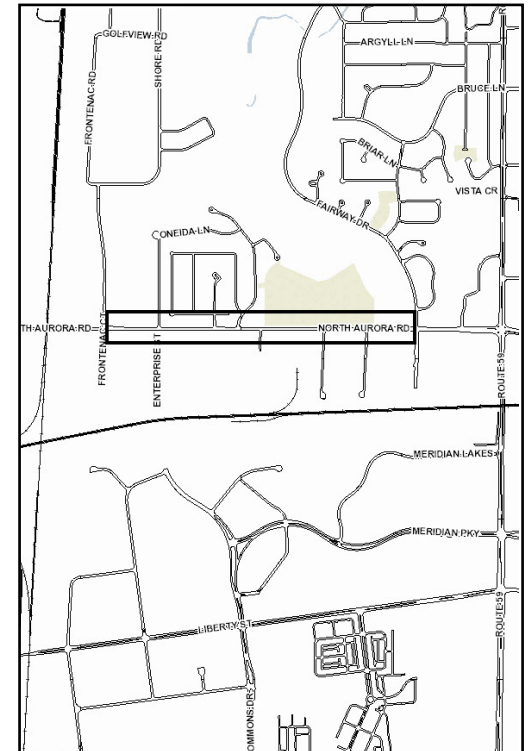 GOLFVIEW RD
SHORE RD
FRONTENAC RD
ARGYLL LN
BRUCE LN
BRIAR LN
VISTA CR
FAIRWAY DR
ONEIDA LN
TH AURORA RD
NORTH AURORA RD
FRONTENAC CT
ENTERPRISE ST
ROUTE 59
MERIDIAN LAKES
MERIDIAN PKY
ROUTE 59
LIBERTY ST
OMMONS DR